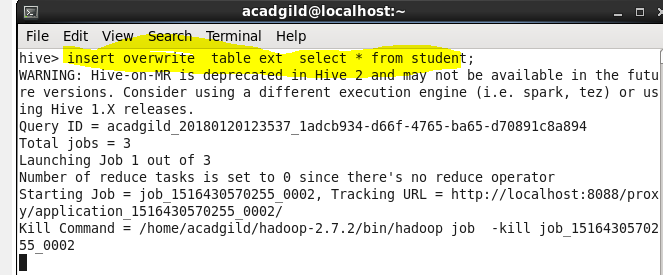 acadgild@localhost:~
File Edit View Search Terminal Help
hive> insert overwrite  table ext  select * from student;
WARNING: Hive-on-MR is deprecated in Hive 2 and may not be available in the futu
re versions. Consider using a different execution engine (i.e. spark, tez) or us
ing Hive 1.X releases.
Query ID = acadgild_20180120123537_1adcb934-d66f-4765-ba65-d70891c8a894
Total jobs = 3
Launching Job 1 out of 3
Number of reduce tasks is set to 0 since there's no reduce operator
Starting Job = job_1516430570255_0002, Tracking URL = http://localhost:8088/prox
y/application_1516430570255_0002/
Kill Command = /home/acadgild/hadoop-2.7.2/bin/hadoop job  -kill job_15164305702
55_0002